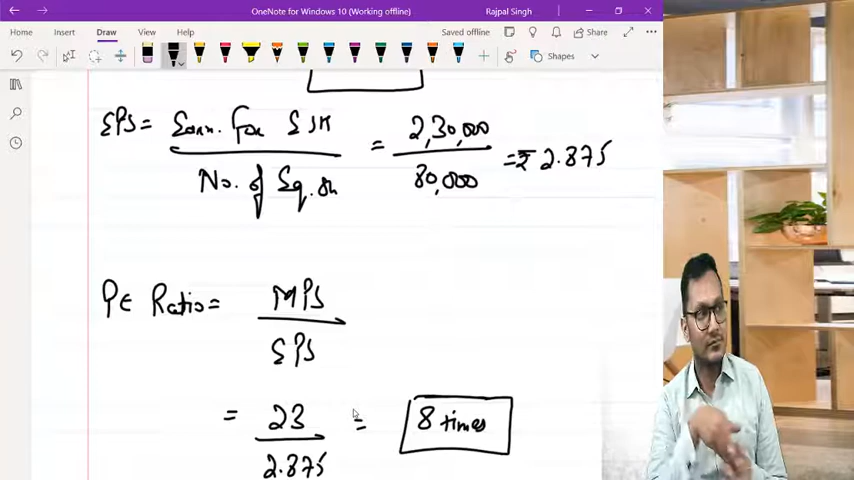 OneNote for Windows 10 (Working offline)
Rajpal Singh
Home Insert Draw View Help
Saved offline
Share
Shapes
EPS = Earn. For ESH / No. of Eq. Sh = 2,30,000 / 80,000 = ₹ 2.875
PE Ratio = MPS / EPS
= 23 / 2.875 = 8 times